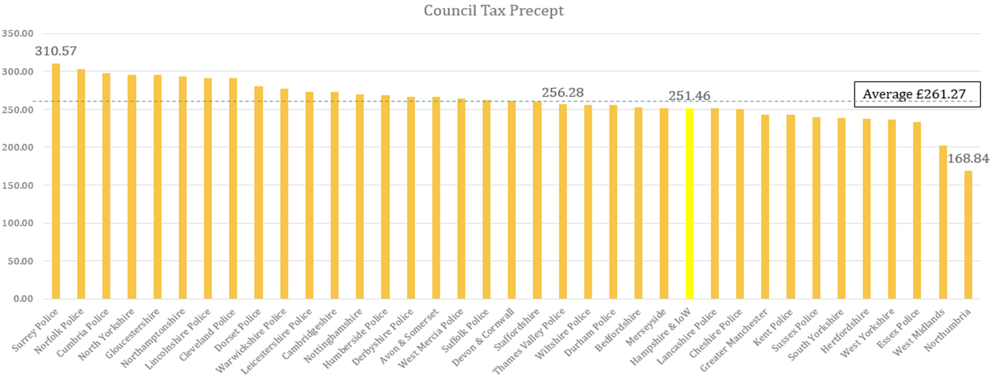 Council Tax Precept
350.00
300.00
250.00
200.00
150.00
100.00
50.00
0.00
310.57
256.28
251.46
168.84
Average £261.27
Surrey Police
Norfolk Police
Cumbria Police
North Yorkshire
Gloucestershire
Northamptonshire
Lincolnshire Police
Cleveland Police
Dorset Police
Warwickshire Police
Leicestershire Police
Cambridgeshire
Nottinghamshire
Humberside Police
Derbyshire Police
Avon & Somerset
West Mercia Police
Suffolk Police
Devon & Cornwall
Staffordshire
Thames Valley Police
Wiltshire Police
Durham Police
Bedfordshire
Merseyside
Hampshire & IoW
Lancashire Police
Cheshire Police
Greater Manchester
Kent Police
Sussex Police
South Yorkshire
Hertfordshire
West Yorkshire
Essex Police
West Midlands
Northumbria